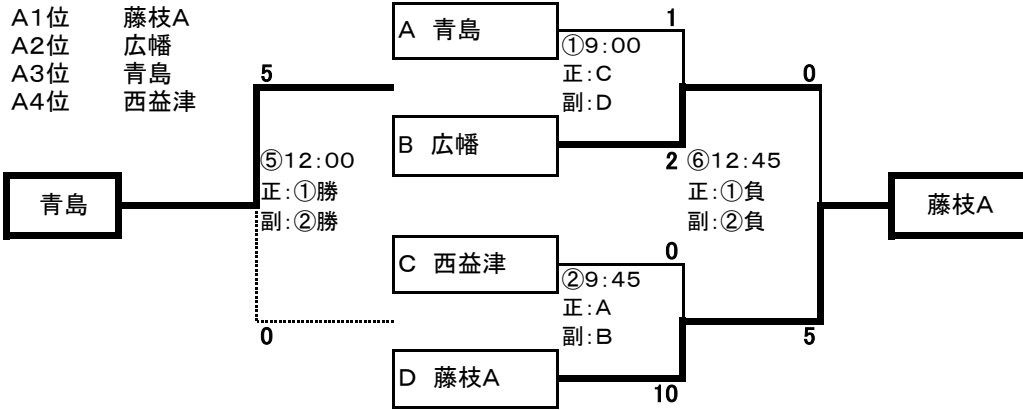 A1位 藤枝A
A2位 広幡
A3位 青島
A4位 西益津
A 青島
1
①9:00
正:C
副:D
5
0
B 広幡
2
⑤12:00
正:①勝
副:②勝
⑥12:45
正:①負
副:②負
青島
藤枝A
C 西益津
0
②9:45
正:A
副:B
0
5
D 藤枝A
10